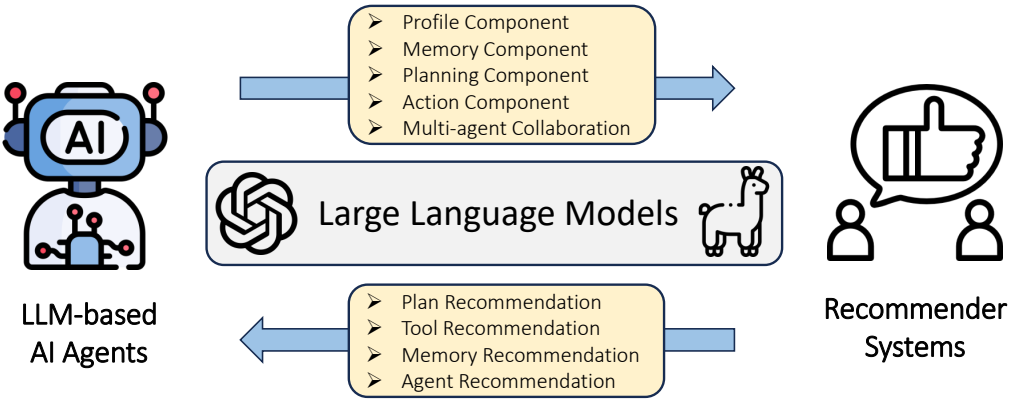 Profile Component
Memory Component
Planning Component
Action Component
Multi-agent Collaboration
AI
Large Language Models
LLM-based
AI Agents
Recommender
Systems
Plan Recommendation
Tool Recommendation
Memory Recommendation
Agent Recommendation